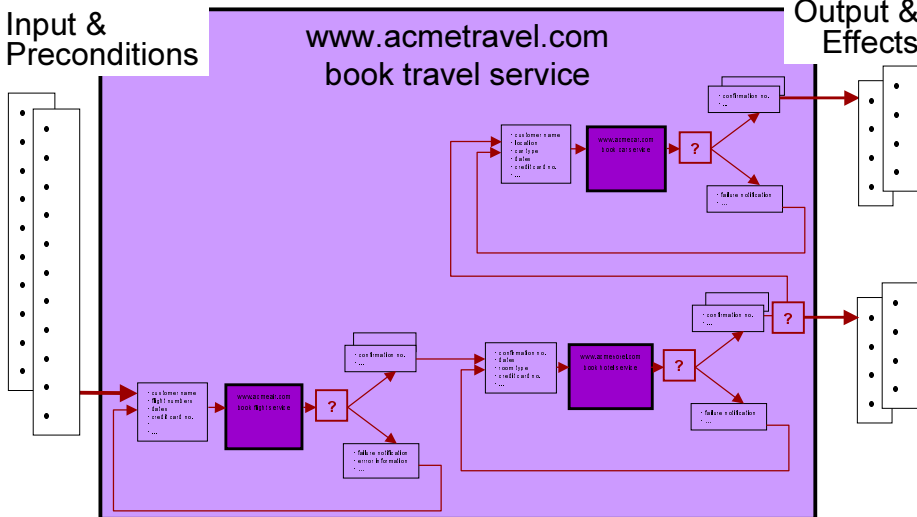 Input &
Preconditions
www.acmetravel.com
book travel service
Output &
Effects
• confirmation no.
• ...
• customer name
• location
• car type
• dates
• credit card no.
• ...
www.acmecar.com
book car service
?
• failure notification
• ...
• confirmation no.
• ...
?
• confirmation no.
• ...
• confirmation no.
• dates
• room type
• credit card no.
• ...
book hotel service
?
• failure notification
• ...
• customer name
• flight numbers
• dates
• credit card no.
• ...
www.acmeair.com
book flight service
?
• failure notification
• error information
• ...